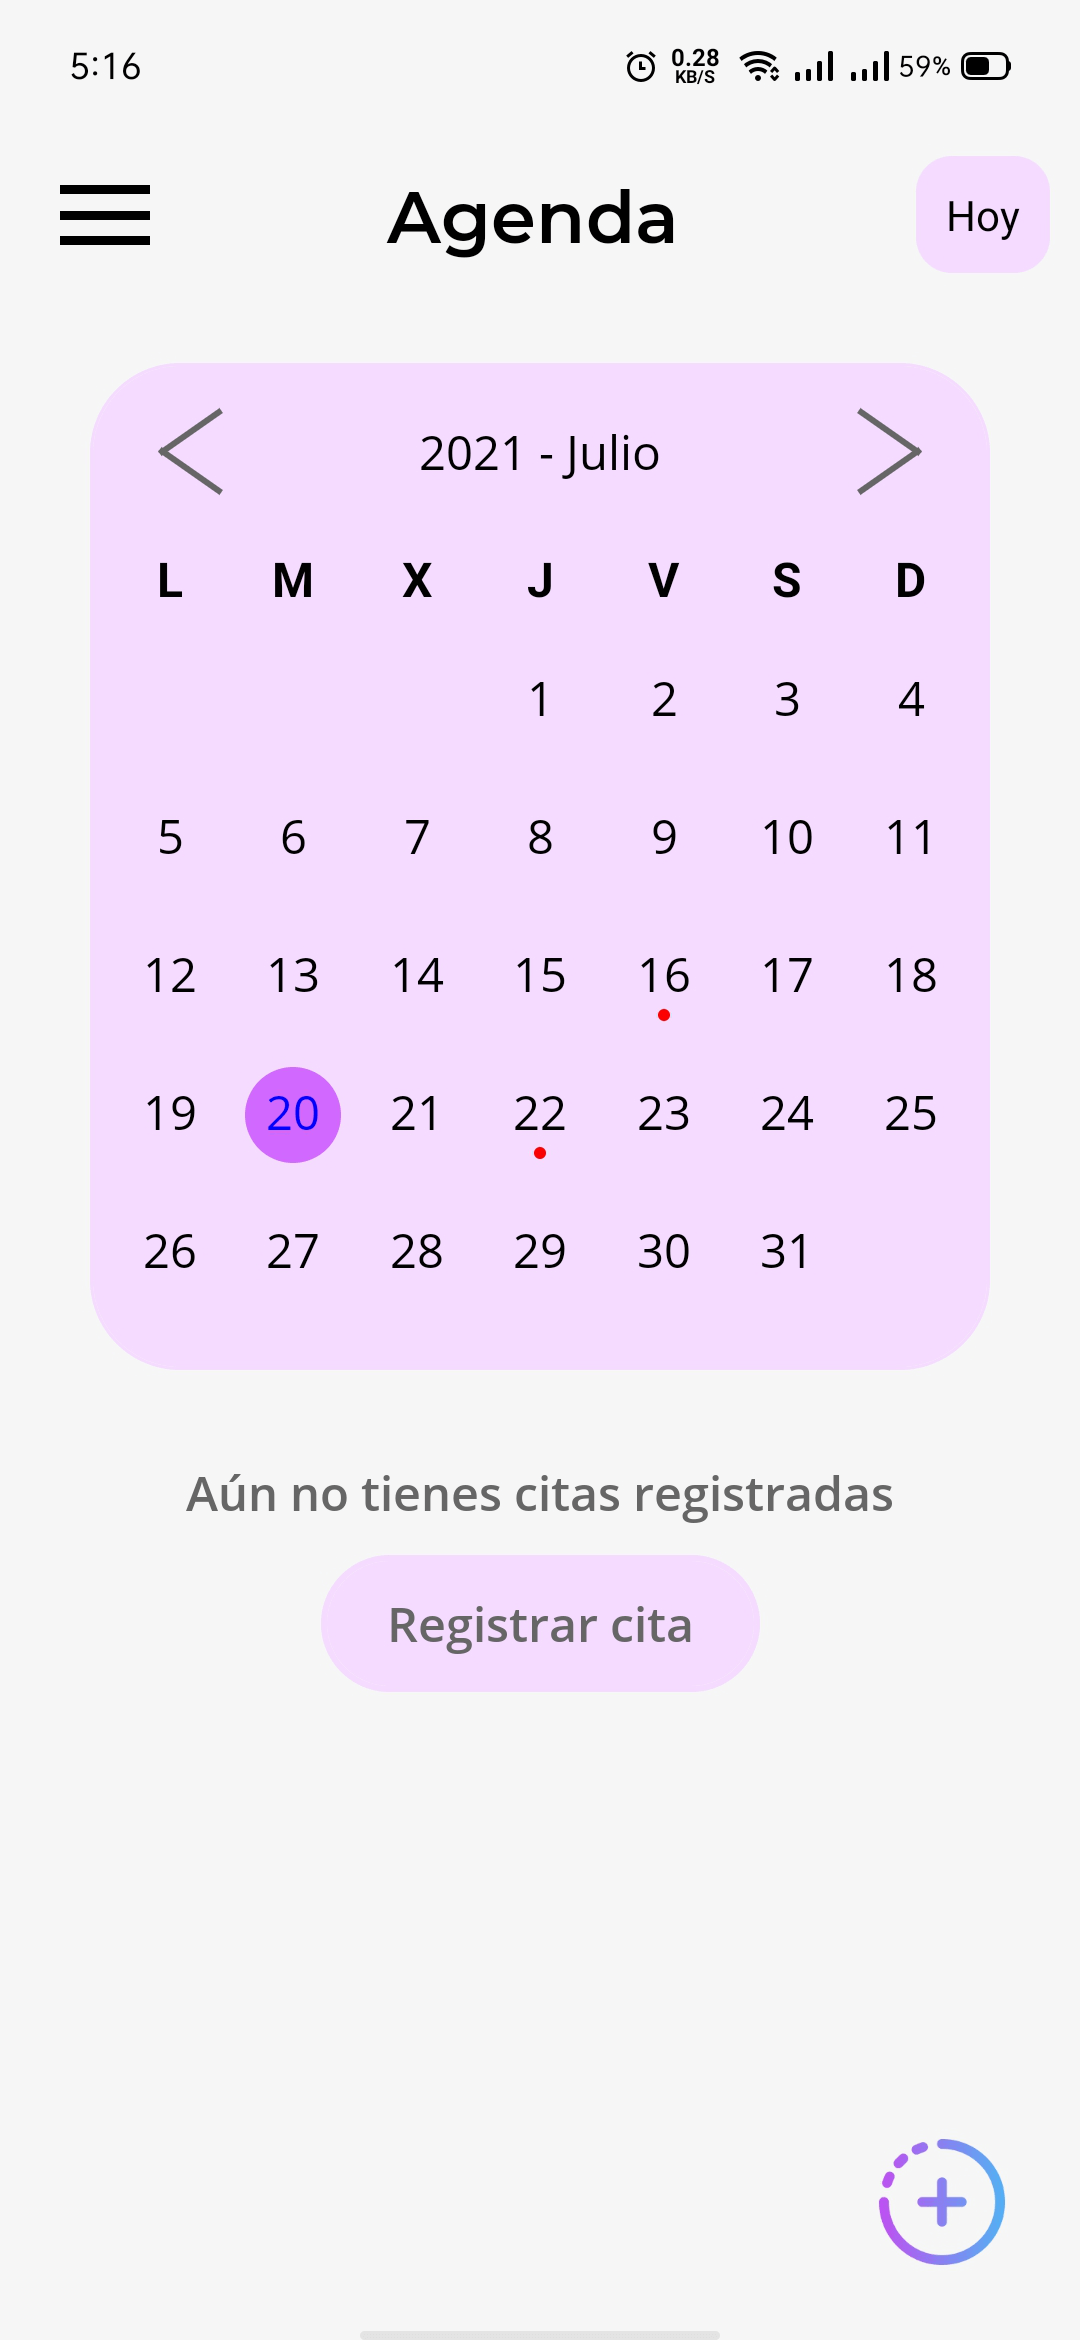 5:16 0.28 KB/S 59%
Agenda
Hoy
2021 - Julio
L M X J V S D
1 2 3 4
5 6 7 8 9 10 11
12 13 14 15 16 17 18
19 20 21 22 23 24 25
26 27 28 29 30 31
Aún no tienes citas registradas
Registrar cita